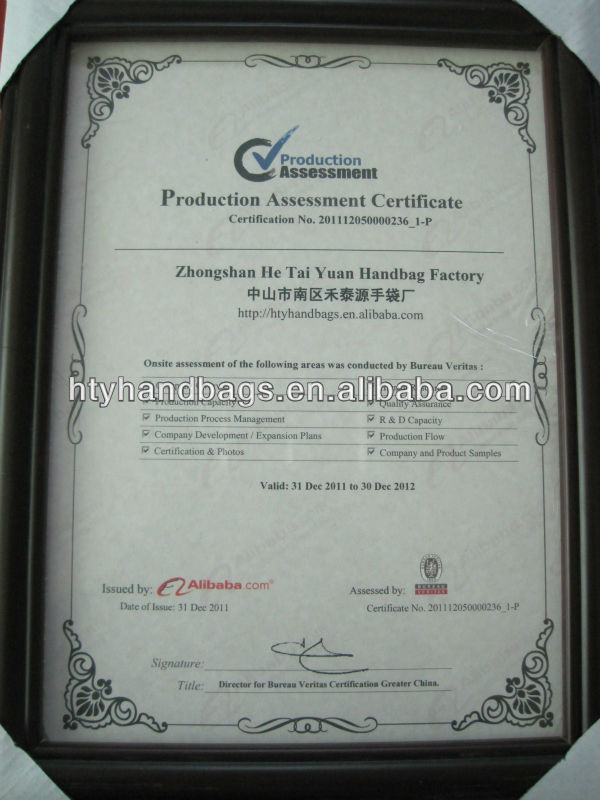 Production
Assessment
Production Assessment Certificate
Certification No. 201112050000236_1-P
Zhongshan He Tai Yuan Handbag Factory
中山市南区禾泰源手袋厂
http://htyhandbags.en.alibaba.com
Onsite assessment of the following areas was conducted by Bureau Veritas :
htyhandbags.en.alibaba.com
Production Capacity Quality Assurance
Production Process Management R & D Capacity
Company Development / Expansion Plans Production Flow
Certification & Photos Company and Product Samples
Valid: 31 Dec 2011 to 30 Dec 2012
Issued by: Alibaba.com® Assessed by: BUREAU VERITAS
Date of Issue: 31 Dec 2011 Certificate No. 201112050000236_1-P
Signature:
Title: Director for Bureau Veritas Certification Greater China.